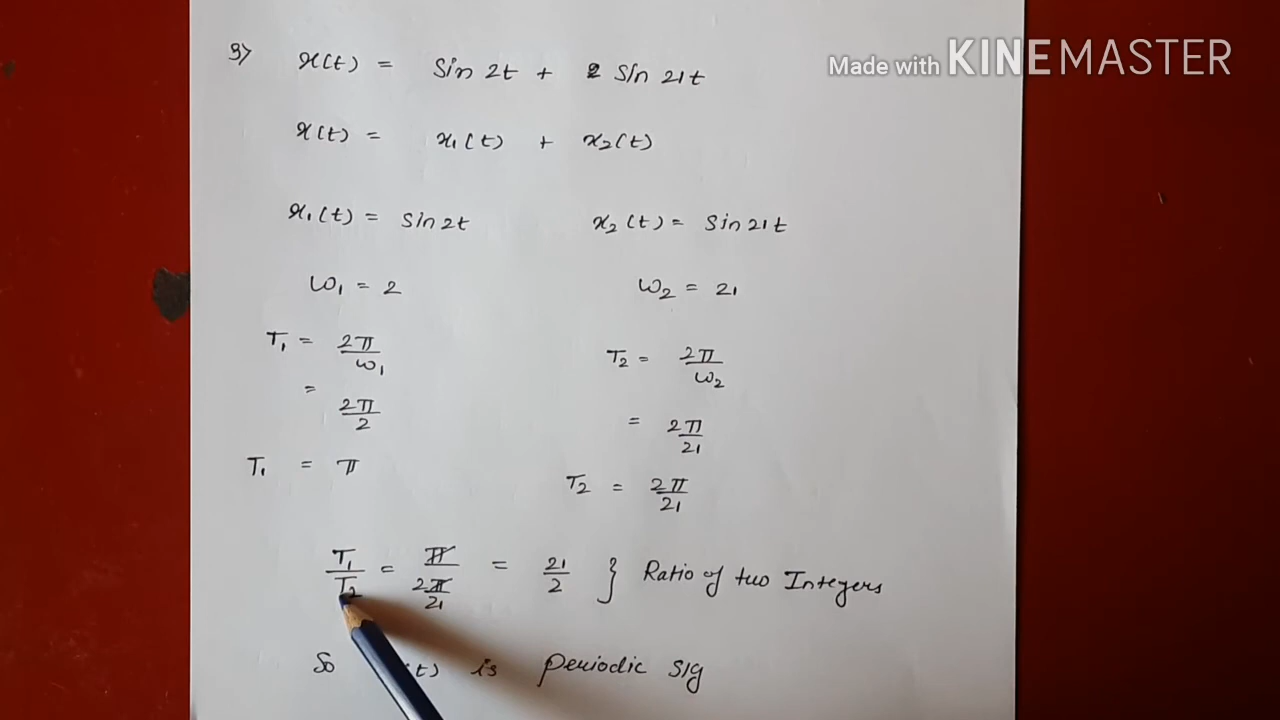 3) x(t) = Sin 2t + 2 Sin 21t
Made with KINEMASTER
x(t) = x1(t) + x2(t)
x1(t) = Sin 2t x2(t) = Sin 21t
ω1 = 2 ω2 = 21
T1 = 2π/ω1 T2 = 2π/ω2
= 2π/2 = 2π/21
T1 = π T2 = 2π/21
T1/T2 = π/(2π/21) = 21/2 } Ratio of two Integers
So (t) is periodic sig